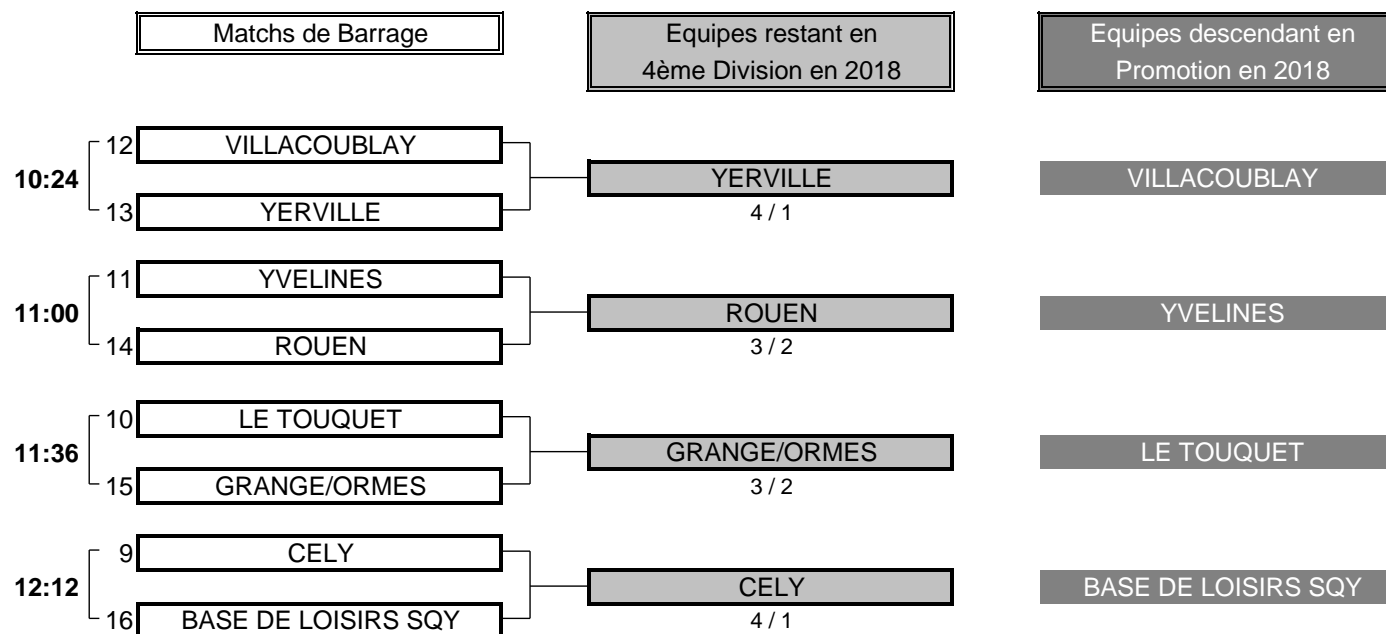 Matchs de Barrage
Equipes restant en
4ème Division en 2018
Equipes descendant en
Promotion en 2018
10:24
12 VILLACOUBLAY
13 YERVILLE
YERVILLE
4 / 1
VILLACOUBLAY
11:00
11 YVELINES
14 ROUEN
ROUEN
3 / 2
YVELINES
11:36
10 LE TOUQUET
15 GRANGE/ORMES
GRANGE/ORMES
3 / 2
LE TOUQUET
12:12
9 CELY
16 BASE DE LOISIRS SQY
CELY
4 / 1
BASE DE LOISIRS SQY